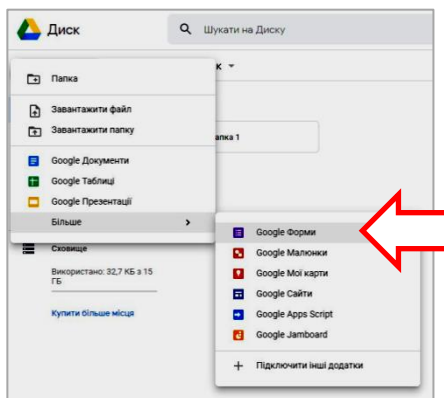 Диск
Шукати на Диску
к
Папка
Завантажити файл
Завантажити папку
апка 1
Google Документи
Google Таблиці
Google Презентації
Більше
Google Форми
Google Малюнки
Google Мої карти
Google Сайти
Google Apps Script
Google Jamboard
Підключити інші додатки
Сховище
Використано: 32,7 КБ з 15
ГБ
Купити більше місця